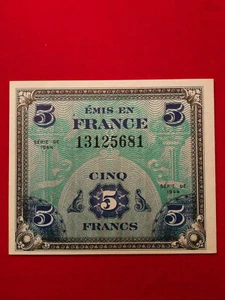 5 ÉMIS EN 5
FRANCE
SÉRIE DE 1944
13125681
CINQ
SÉRIE DE 1944
5 5 5
FRANCS